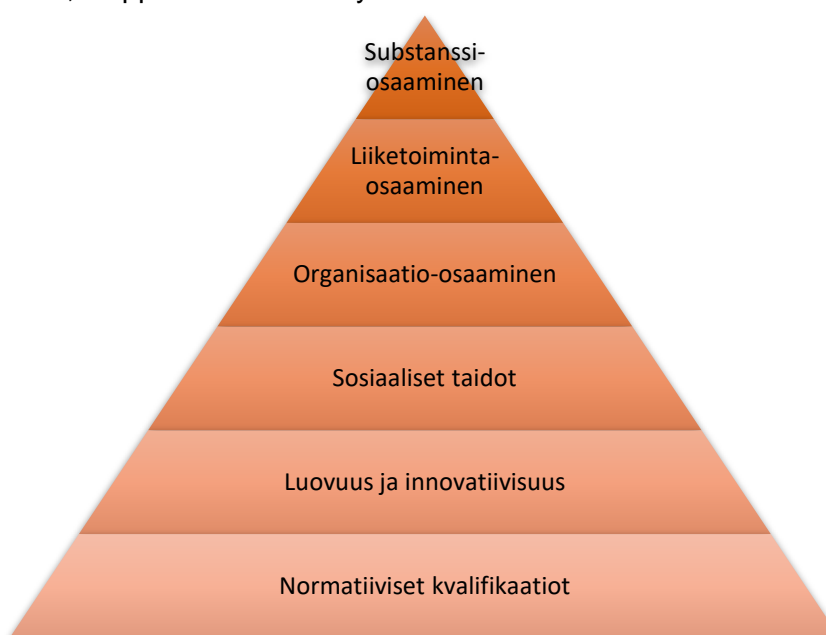 Substanssi-
osaaminen
Liiketoiminta-
osaaminen
Organisaatio-osaaminen
Sosiaaliset taidot
Luovuus ja innovatiivisuus
Normatiiviset kvalifikaatiot